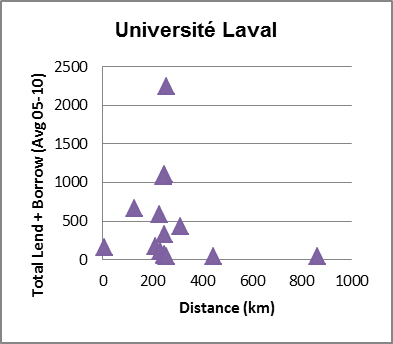 Université Laval
Total Lend + Borrow (Avg 05-10)
2500
2000
1500
1000
500
0
0 200 400 600 800 1000
Distance (km)